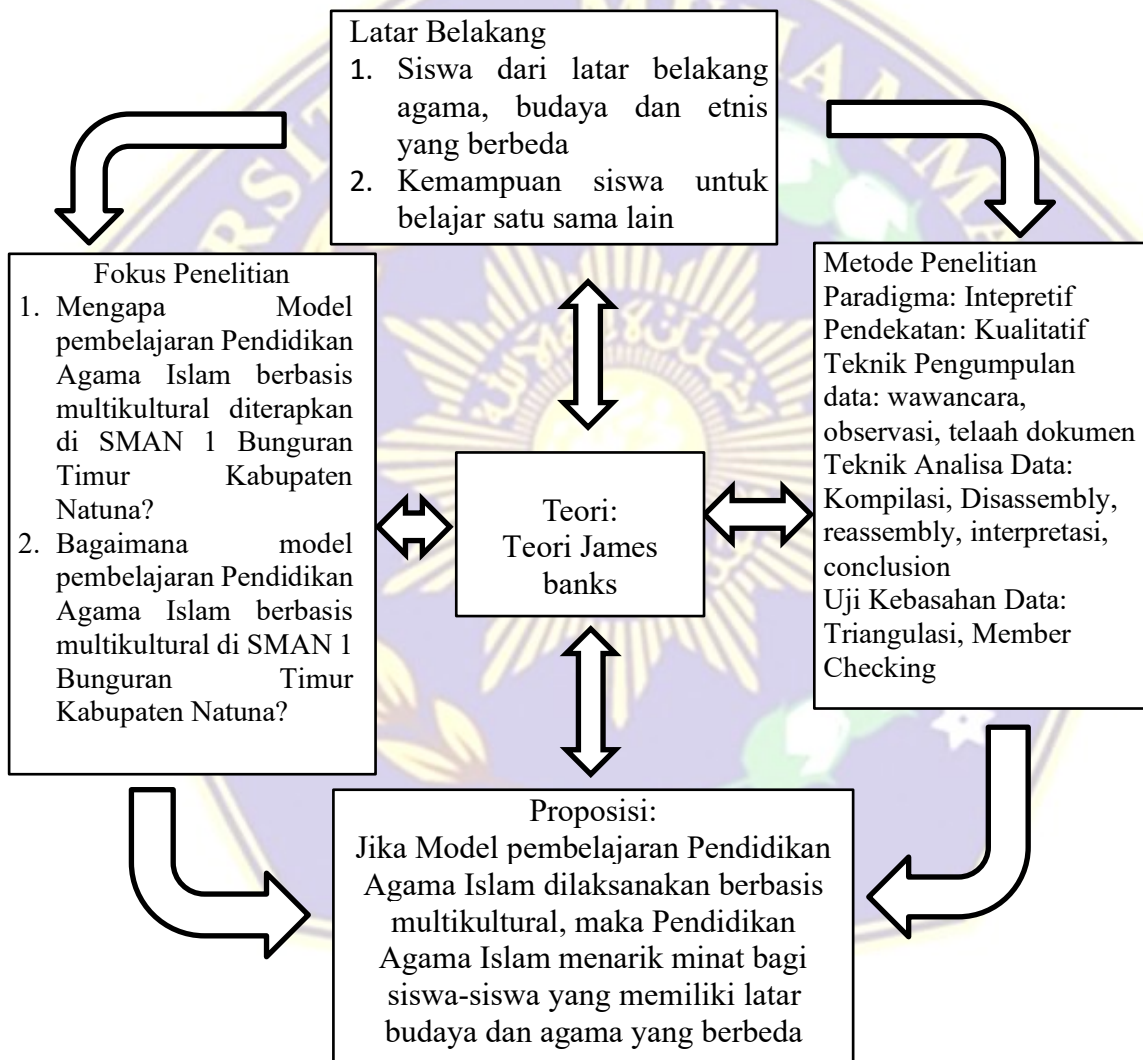 Latar Belakang
1. Siswa dari latar belakang
agama, budaya dan etnis
yang berbeda
2. Kemampuan siswa untuk
belajar satu sama lain
Fokus Penelitian
1. Mengapa Model
pembelajaran Pendidikan
Agama Islam berbasis
multikultural diterapkan
di SMAN 1 Bunguran
Timur Kabupaten
Natuna?
2. Bagaimana model
pembelajaran Pendidikan
Agama Islam berbasis
multikultural di SMAN 1
Bunguran Timur
Kabupaten Natuna?
Teori:
Teori James
banks
Metode Penelitian
Paradigma: Intepretif
Pendekatan: Kualitatif
Teknik Pengumpulan
data: wawancara,
observasi, telaah dokumen
Teknik Analisa Data:
Kompilasi, Disassembly,
reassembly, interpretasi,
conclusion
Uji Kebasahan Data:
Triangulasi, Member
Checking
Proposisi:
Jika Model pembelajaran Pendidikan
Agama Islam dilaksanakan berbasis
multikultural, maka Pendidikan
Agama Islam menarik minat bagi
siswa-siswa yang memiliki latar
budaya dan agama yang berbeda